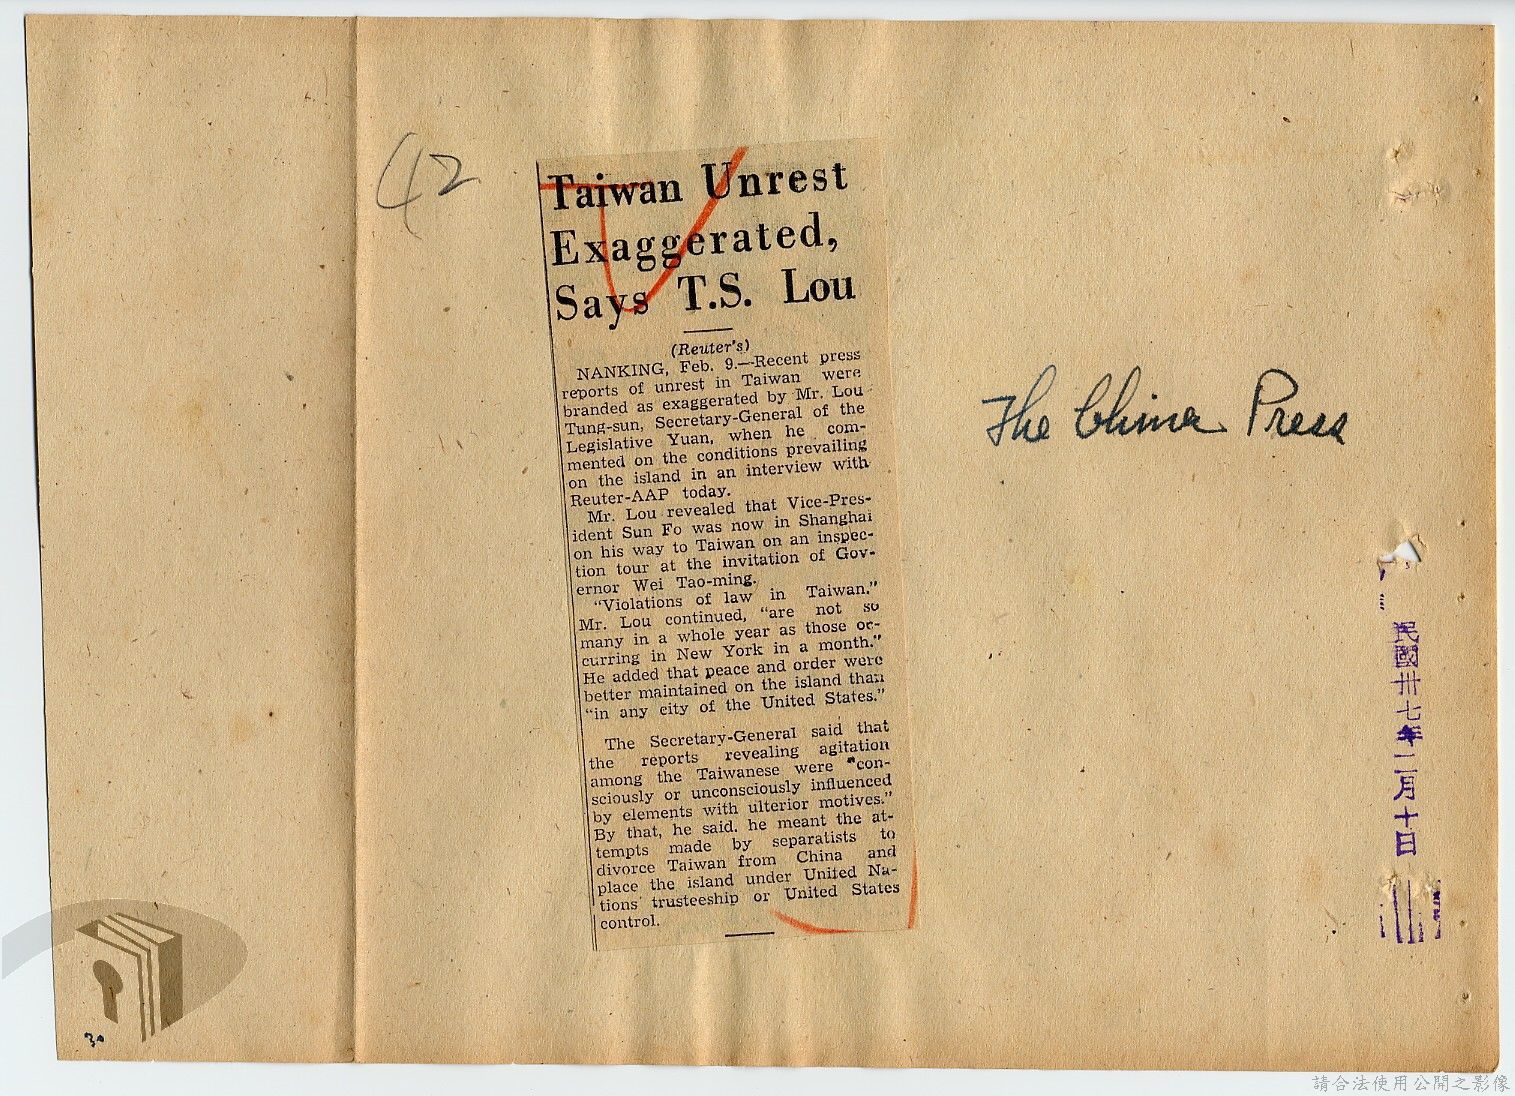 42
Taiwan Unrest
Exaggerated,
Says T.S. Lou
(Reuter's)
NANKING, Feb. 9.—Recent press
reports of unrest in Taiwan were
branded as exaggerated by Mr. Lou
Tung-sun, Secretary-General of the
Legislative Yuan, when he com-
mented on the conditions prevailing
on the island in an interview with
Reuter-AAP today.
Mr. Lou revealed that Vice-Pres-
ident Sun Fo was now in Shanghai
on his way to Taiwan on an inspec-
tion tour at the invitation of Gov-
ernor Wei Tao-ming.
"Violations of law in Taiwan."
Mr. Lou continued, "are not so
many in a whole year as those oc-
curring in New York in a month."
He added that peace and order were
better maintained on the island than
"in any city of the United States."
The Secretary-General said that
the reports revealing agitation
among the Taiwanese were "con-
sciously or unconsciously influenced
by elements with ulterior motives."
By that, he said. he meant the at-
tempts made by separatists to
divorce Taiwan from China and
place the island under United Na-
tions trusteeship or United States
control.
The China Press
民國卅七年二月十日
30
請合法使用公開之影像